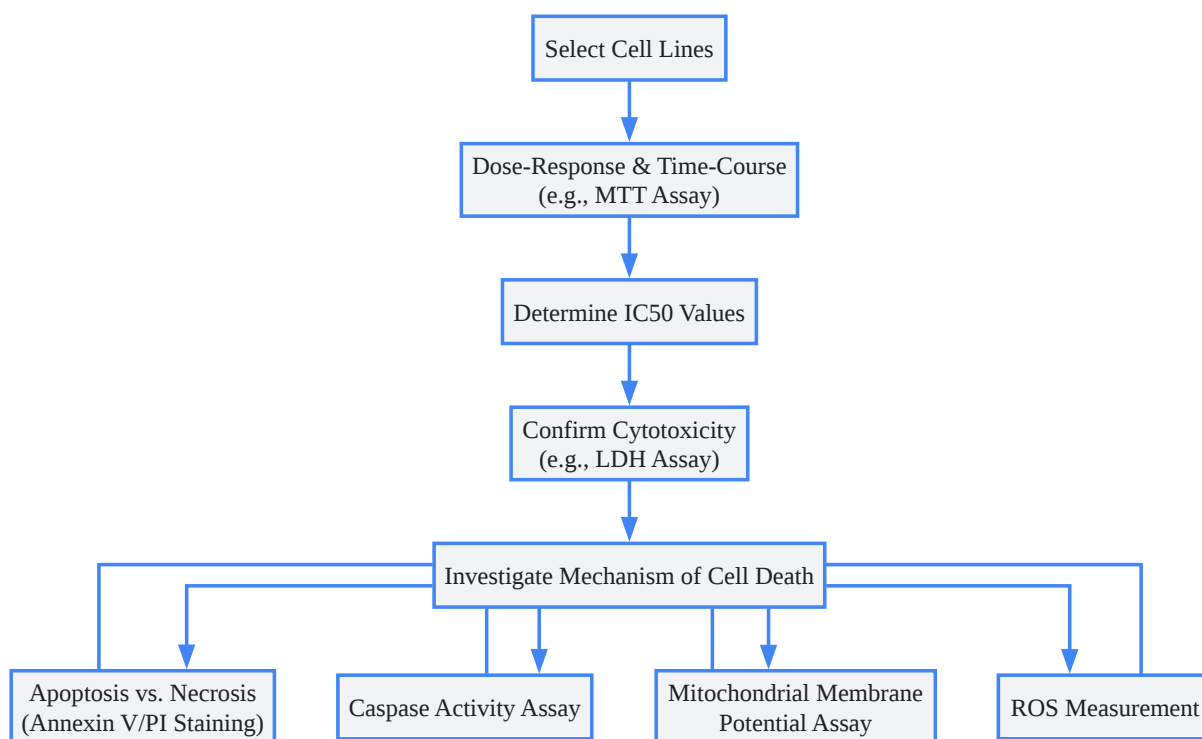 Select Cell Lines
Dose-Response & Time-Course
(e.g., MTT Assay)
Determine IC50 Values
Confirm Cytotoxicity
(e.g., LDH Assay)
Investigate Mechanism of Cell Death
Apoptosis vs. Necrosis
(Annexin V/PI Staining)
Caspase Activity Assay
Mitochondrial Membrane
Potential Assay
ROS Measurement